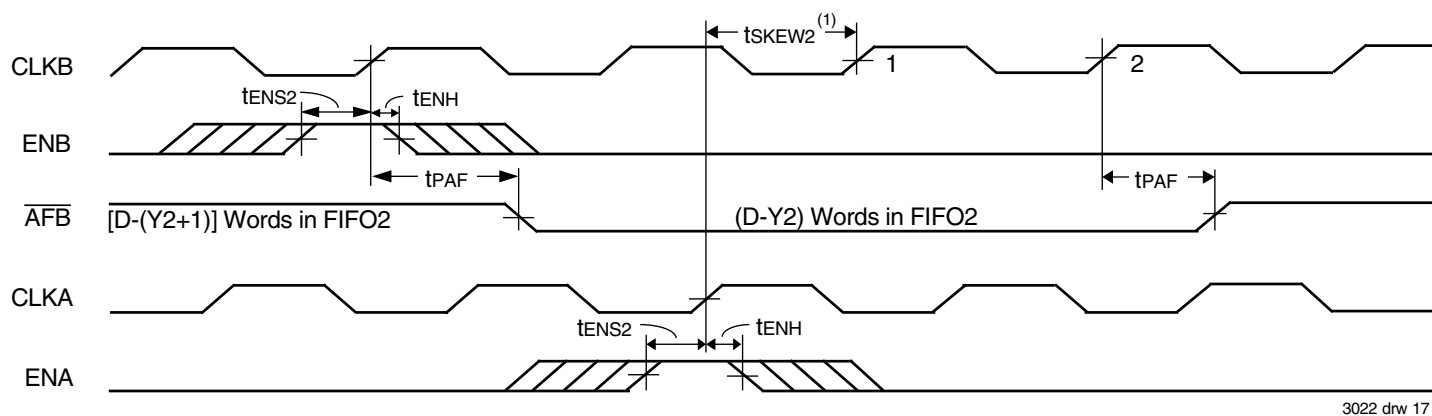 tSKEW2(1)
CLKB
1
2
tENS2
tENH
ENB
tPAF
tPAF
AFB
[D-(Y2+1)] Words in FIFO2
(D-Y2) Words in FIFO2
CLKA
tENS2
tENH
ENA
3022 drw 17